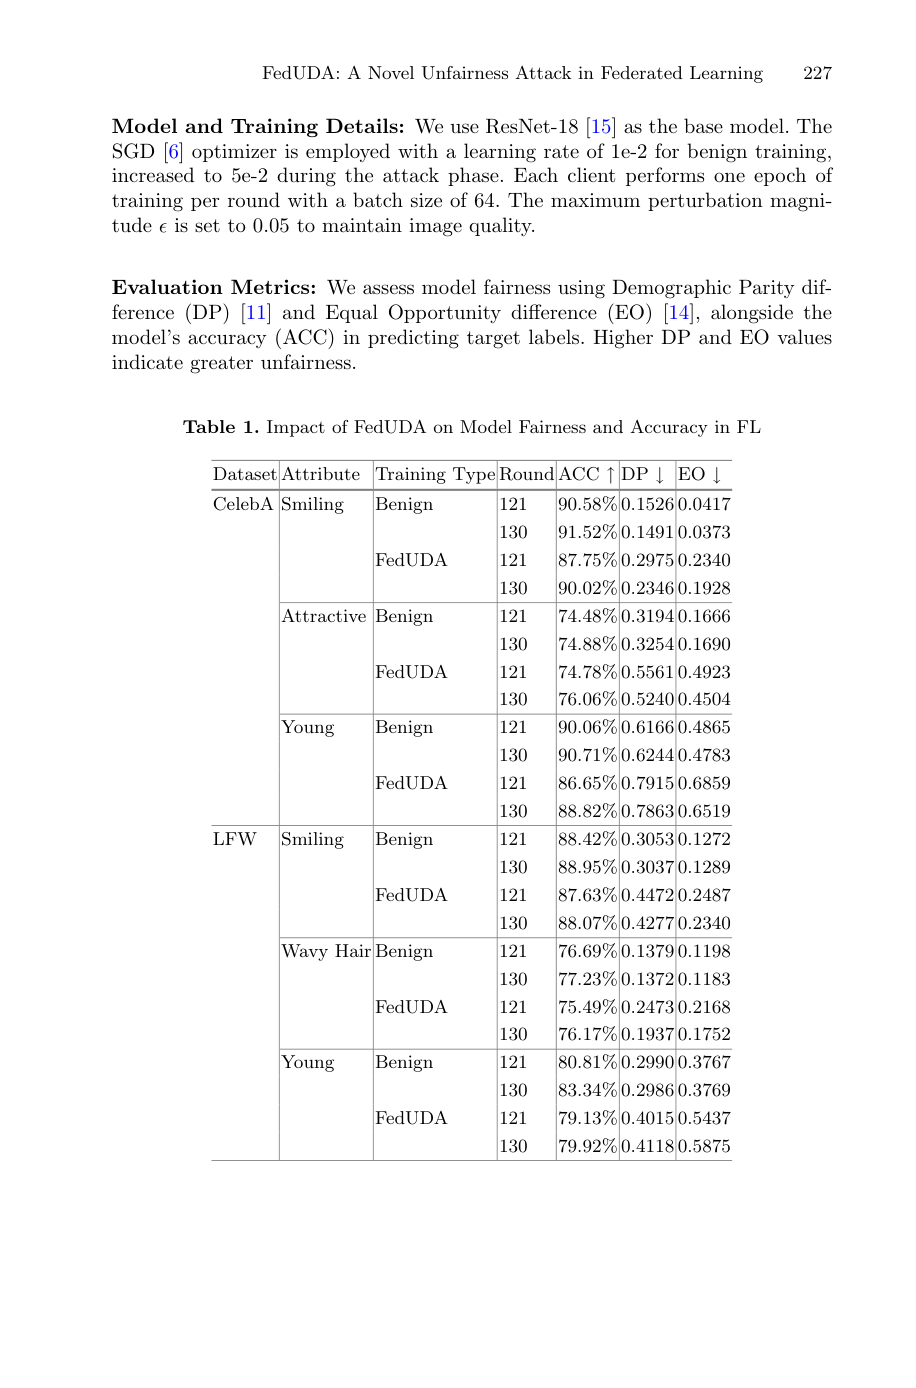 FedUDA: A Novel Unfairness Attack in Federated Learning 227
Model and Training Details: We use ResNet-18 [15] as the base model. The
SGD [6] optimizer is employed with a learning rate of 1e-2 for benign training,
increased to 5e-2 during the attack phase. Each client performs one epoch of
training per round with a batch size of 64. The maximum perturbation magni-
tude ϵ is set to 0.05 to maintain image quality.
Evaluation Metrics: We assess model fairness using Demographic Parity dif-
ference (DP) [11] and Equal Opportunity difference (EO) [14], alongside the
model's accuracy (ACC) in predicting target labels. Higher DP and EO values
indicate greater unfairness.
Table 1. Impact of FedUDA on Model Fairness and Accuracy in FL
Dataset Attribute Training Type Round ACC ↑ DP ↓ EO ↓
CelebA Smiling Benign 121 90.58% 0.1526 0.0417
130 91.52% 0.1491 0.0373
FedUDA 121 87.75% 0.2975 0.2340
130 90.02% 0.2346 0.1928
Attractive Benign 121 74.48% 0.3194 0.1666
130 74.88% 0.3254 0.1690
FedUDA 121 74.78% 0.5561 0.4923
130 76.06% 0.5240 0.4504
Young Benign 121 90.06% 0.6166 0.4865
130 90.71% 0.6244 0.4783
FedUDA 121 86.65% 0.7915 0.6859
130 88.82% 0.7863 0.6519
LFW Smiling Benign 121 88.42% 0.3053 0.1272
130 88.95% 0.3037 0.1289
FedUDA 121 87.63% 0.4472 0.2487
130 88.07% 0.4277 0.2340
Wavy Hair Benign 121 76.69% 0.1379 0.1198
130 77.23% 0.1372 0.1183
FedUDA 121 75.49% 0.2473 0.2168
130 76.17% 0.1937 0.1752
Young Benign 121 80.81% 0.2990 0.3767
130 83.34% 0.2986 0.3769
FedUDA 121 79.13% 0.4015 0.5437
130 79.92% 0.4118 0.5875